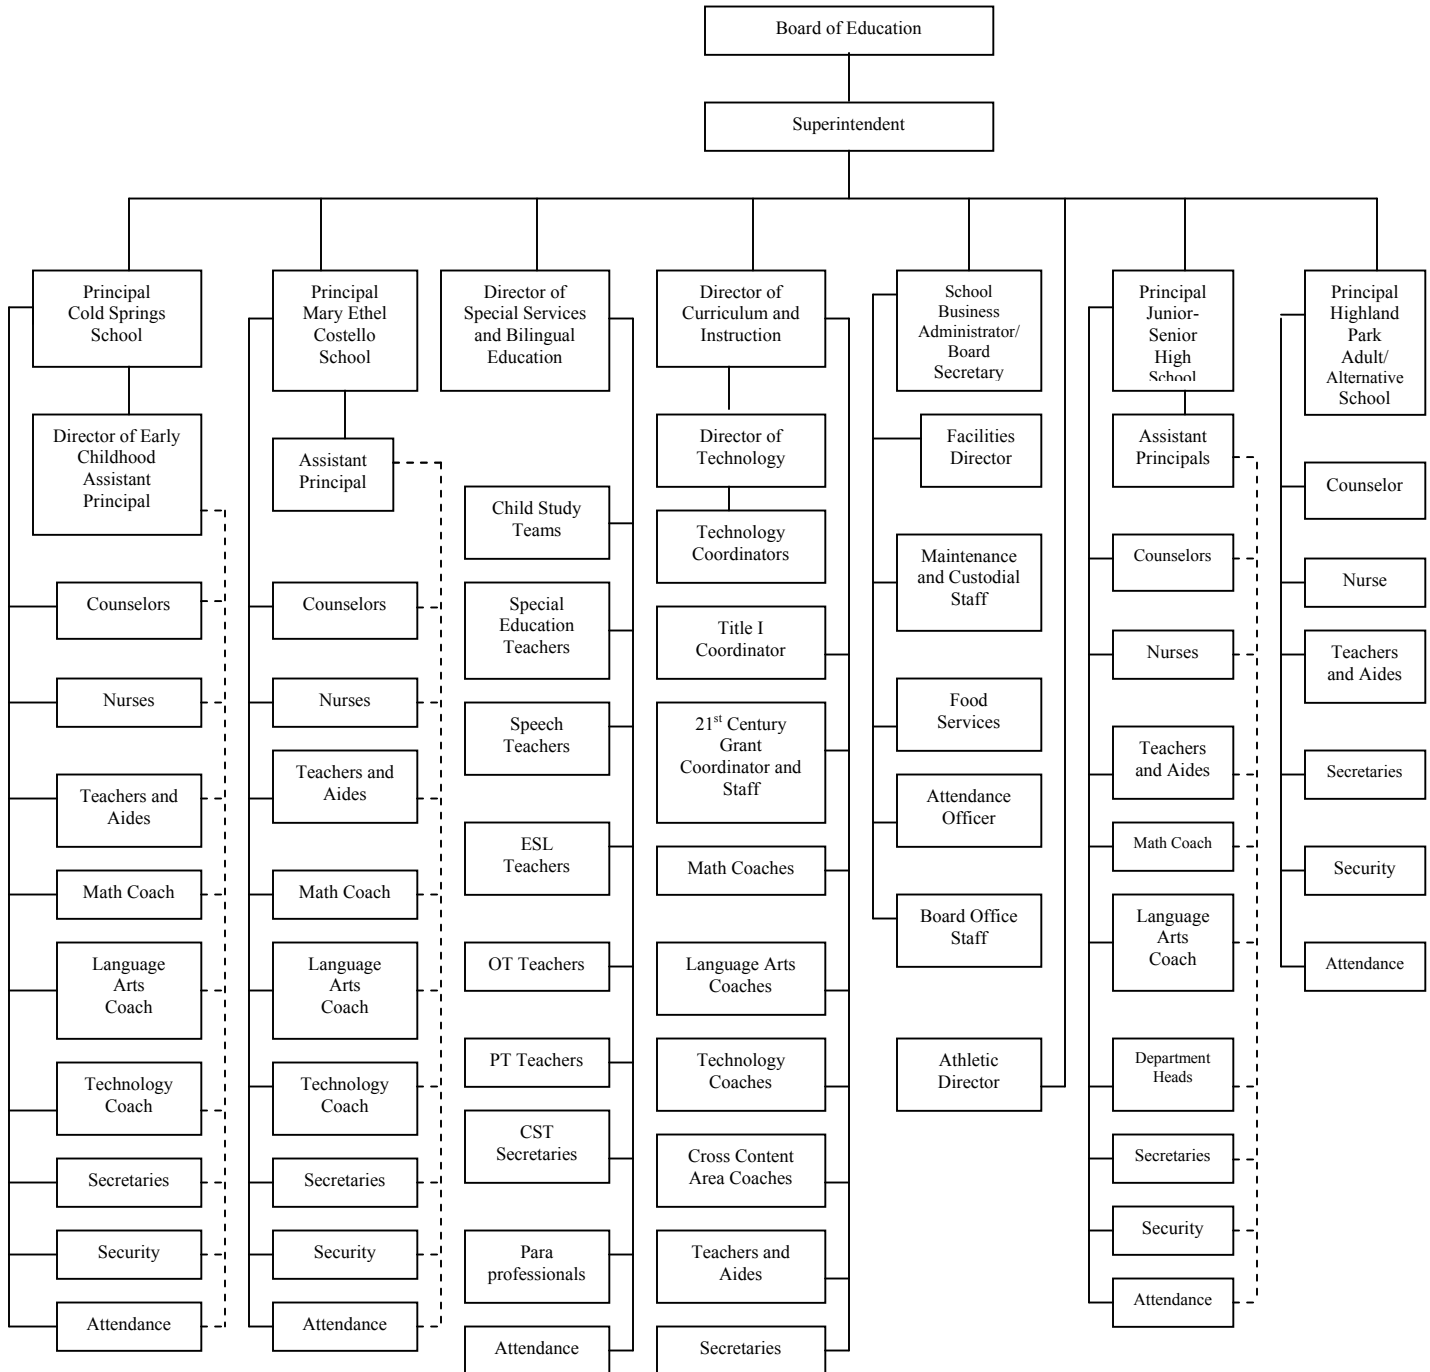 Board of Education
Superintendent
Principal
Cold Springs
School
Director of Early
Childhood
Assistant
Principal
Counselors
Nurses
Teachers and
Aides
Math Coach
Language
Arts
Coach
Technology
Coach
Secretaries
Security
Attendance
Principal
Mary Ethel
Costello
School
Assistant
Principal
Counselors
Nurses
Teachers and
Aides
Math Coach
Language
Arts
Coach
Technology
Coach
Secretaries
Security
Attendance
Director of
Special Services
and Bilingual
Education
Child Study
Teams
Special
Education
Teachers
Speech
Teachers
ESL
Teachers
OT Teachers
PT Teachers
CST
Secretaries
Para
professionals
Attendance
Director of
Curriculum and
Instruction
Director of
Technology
Technology
Coordinators
Title I
Coordinator
21st Century
Grant
Coordinator and
Staff
Math Coaches
Language Arts
Coaches
Technology
Coaches
Cross Content
Area Coaches
Teachers and
Aides
Secretaries
School
Business
Administrator/
Board
Secretary
Facilities
Director
Maintenance
and Custodial
Staff
Food
Services
Attendance
Officer
Board Office
Staff
Athletic
Director
Principal
Junior-
Senior
High
School
Assistant
Principals
Counselors
Nurses
Teachers
and Aides
Math Coach
Language
Arts
Coach
Department
Heads
Secretaries
Security
Attendance
Principal
Highland
Park
Adult/
Alternative
School
Counselor
Nurse
Teachers
and Aides
Secretaries
Security
Attendance